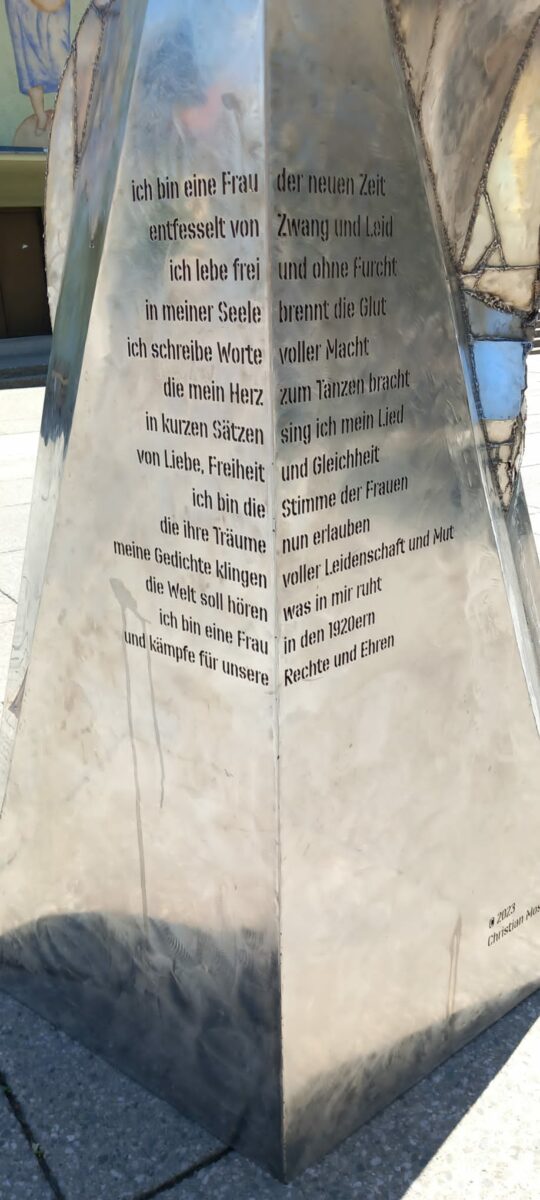 ich bin eine Frau der neuen Zeit
entfesselt von Zwang und Leid
ich lebe frei und ohne Furcht
in meiner Seele brennt die Glut
ich schreibe Worte voller Macht
die mein Herz zum Tanzen bracht
in kurzen Sätzen sing ich mein Lied
von Liebe, Freiheit und Gleichheit
ich bin die Stimme der Frauen
die ihre Träume nun erlauben
meine Gedichte klingen voller Leidenschaft und Mut
die Welt soll hören was in mir ruht
ich bin eine Frau in den 1920ern
und kämpfe für unsere Rechte und Ehren
© 2023
Christian